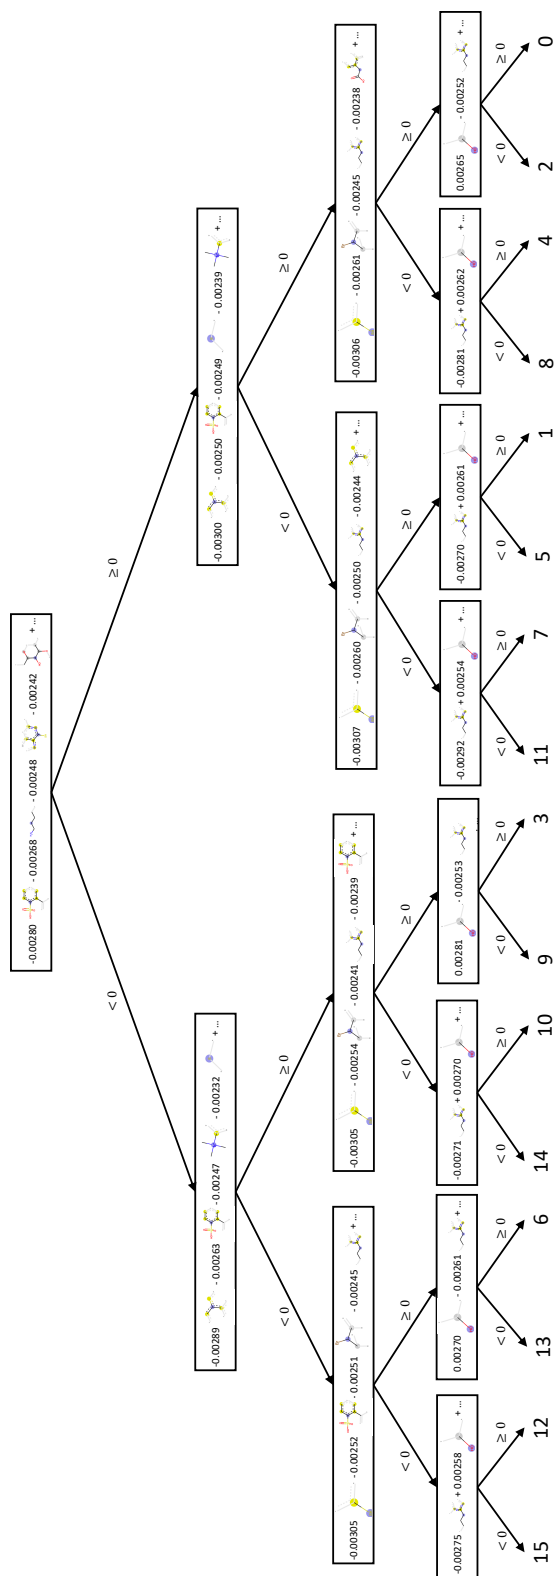 -0.00280 - 0.00268 - 0.00248 - 0.00242 + ...
< 0 ≥ 0
-0.00289 - 0.00263 - 0.00247 - 0.00232 + ...
-0.00300 - 0.00250 - 0.00249 - 0.00239 + ...
< 0 ≥ 0 < 0 ≥ 0
-0.00305 - 0.00252 - 0.00251 - 0.00245 + ...
-0.00305 - 0.00254 - 0.00241 - 0.00239 + ...
-0.00307 - 0.00260 - 0.00250 - 0.00244 + ...
-0.00306 - 0.00261 - 0.00245 - 0.00238 + ...
< 0 ≥ 0 < 0 ≥ 0 < 0 ≥ 0 < 0 ≥ 0
-0.00275 + 0.00258 + ...
0.00270 - 0.00261 + ...
-0.00271 + 0.00270 + ...
0.00281 - 0.00253 + ...
-0.00292 + 0.00254 + ...
-0.00270 + 0.00261 + ...
-0.00281 + 0.00262 + ...
0.00265 - 0.00252 + ...
< 0 ≥ 0 < 0 ≥ 0 < 0 ≥ 0 < 0 ≥ 0 < 0 ≥ 0 < 0 ≥ 0 < 0 ≥ 0 < 0 ≥ 0
15 12 13 6 14 10 9 3 11 7 5 1 8 4 2 0